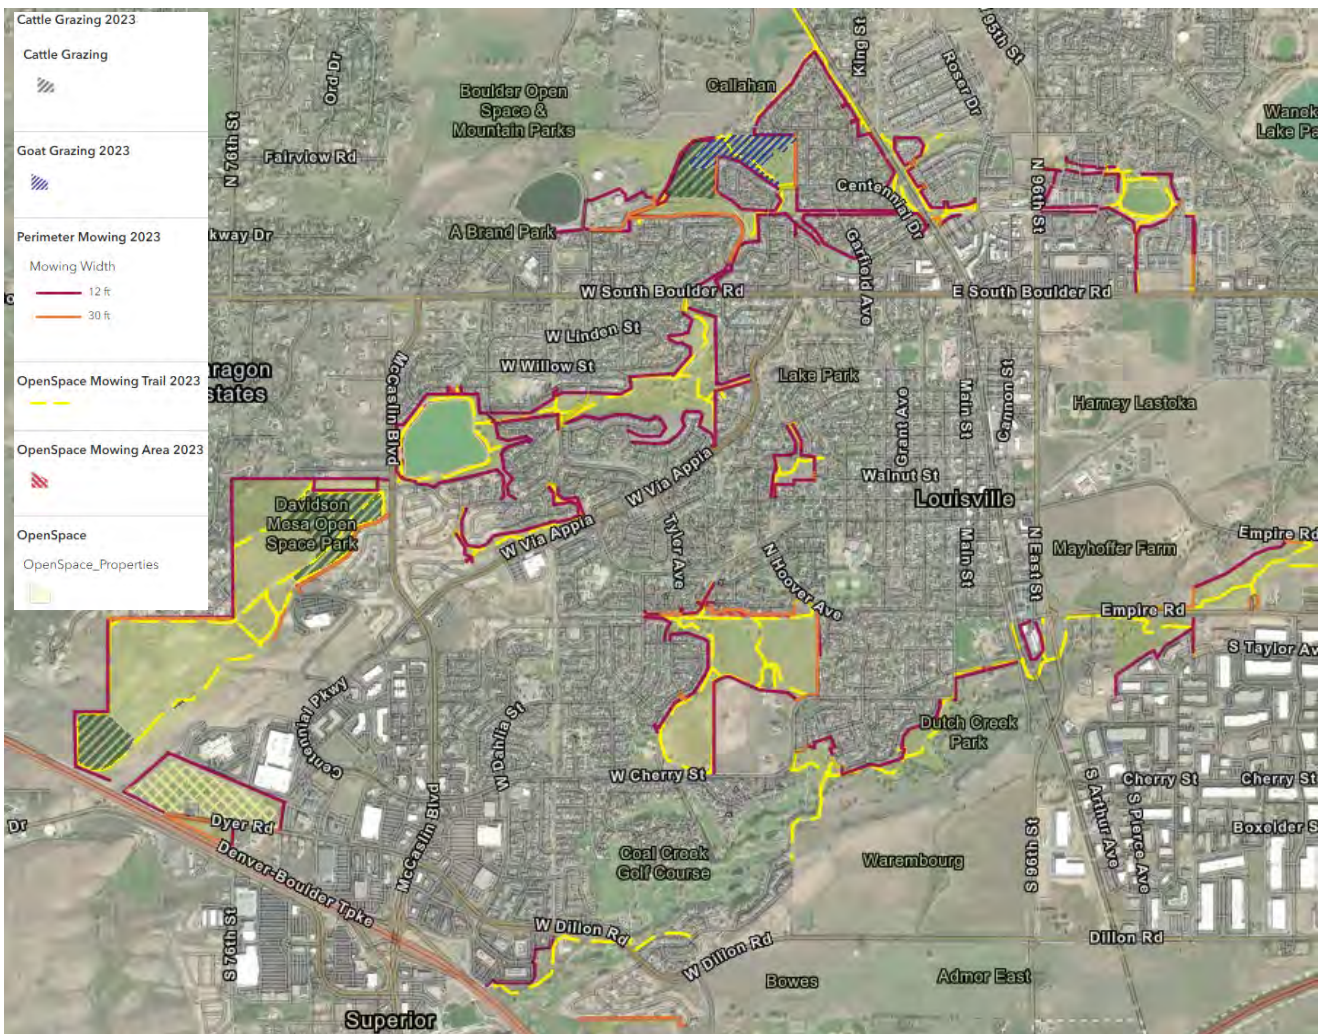 Cattle Grazing 2023
Cattle Grazing
Goat Grazing 2023
Perimeter Mowing 2023
Mowing Width
12 ft
30 ft
OpenSpace Mowing Trail 2023
OpenSpace Mowing Area 2023
OpenSpace
OpenSpace_Properties
King St
95th St
Ord Dr
Callahan
Roser Dr
Boulder Open
Space &
Mountain Parks
Wanek
Lake Pa
N 76th St
Fairview Rd
Centennial Dr
N 96th St
kway Dr
A Brand Park
Garfield Ave
W South Boulder Rd
E South Boulder Rd
W Linden St
W Willow St
McCaslin Blvd
aragon
states
Lake Park
Grant Ave
Main St
Cannon St
Harney Lastoka
W Via Appia
Walnut St
Louisville
Davidson
Mesa Open
Space Park
W Via Appia
Tyler Ave
N Hoover Ave
Main St
N East St
Mayhoffer Farm
Empire Rd
Empire Rd
S Taylor Av
Centennial Pkwy
W Dahlia St
Dutch Creek
Park
W Cherry St
McCaslin Blvd
Cherry St
Cherry St
S Arthur Ave
S Pierce Ave
Dr
Dyer Rd
Boxelder S
Denver-Boulder Tpke
Coal Creek
Golf Course
Warembourg
S 96th St
S 76th St
W Dillon Rd
W Dillon Rd
Dillon Rd
Bowes
Admor East
Superior